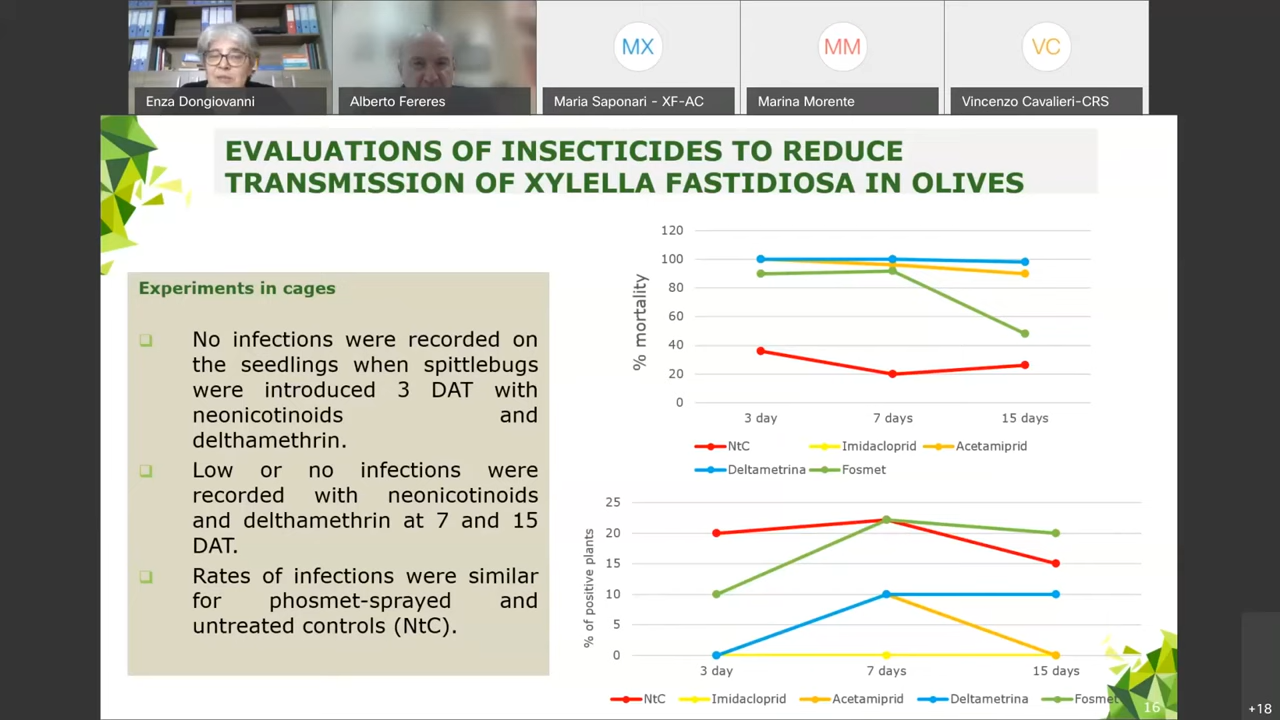 MX
MM
VC
Enza Dongiovanni
Alberto Fereres
Maria Saponari - XF-AC
Marina Morente
Vincenzo Cavalieri-CRS
EVALUATIONS OF INSECTICIDES TO REDUCE
TRANSMISSION OF XYLELLA FASTIDIOSA IN OLIVES
Experiments in cages
No infections were recorded on
the seedlings when spittlebugs
were introduced 3 DAT with
neonicotinoids and
delthamethrin.
Low or no infections were
recorded with neonicotinoids
and delthamethrin at 7 and 15
DAT.
Rates of infections were similar
for phosmet-sprayed and
untreated controls (NtC).
% mortality
120
100
80
60
40
20
0
3 day 7 days 15 days
NtC Imidacloprid Acetamiprid
Deltametrina Fosmet
% of positive plants
25
20
15
10
5
0
3 day 7 days 15 days
NtC Imidacloprid Acetamiprid Deltametrina Fosmet
16
+18